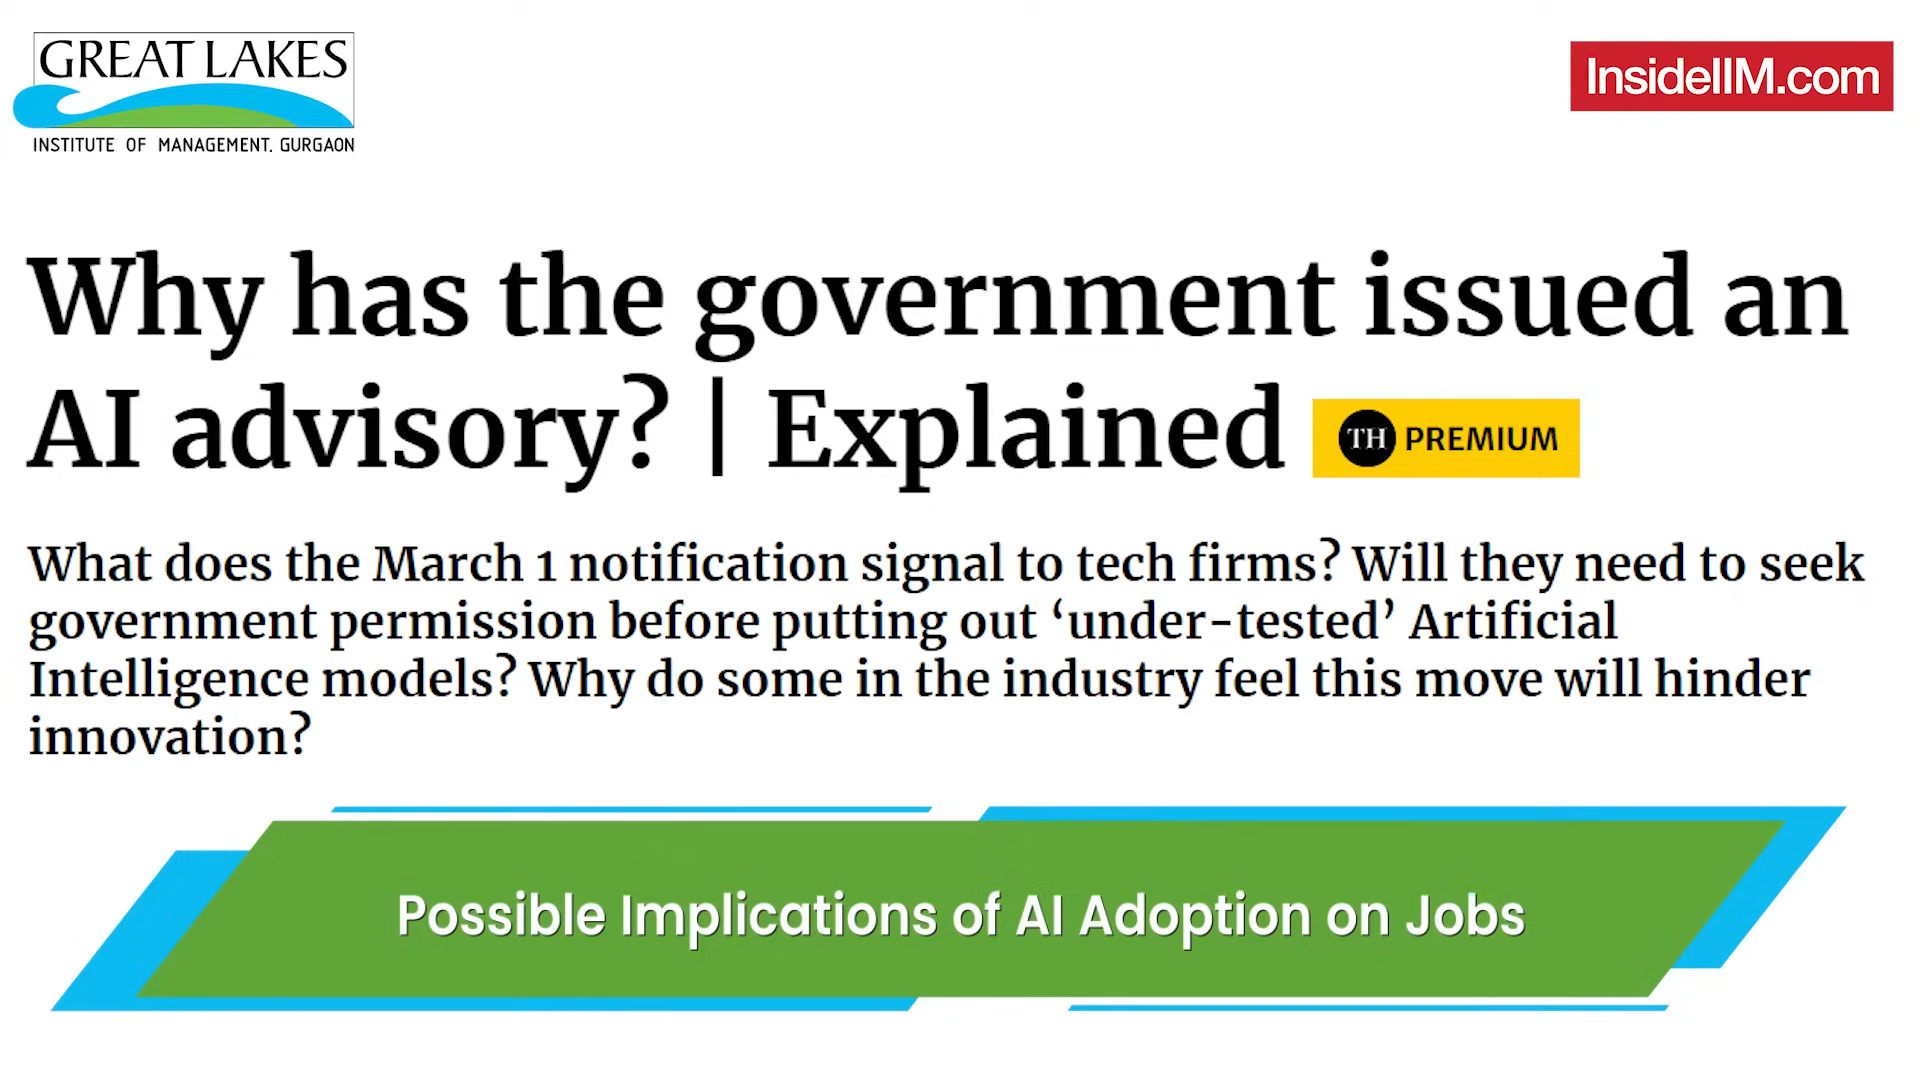 GREAT LAKES
INSTITUTE OF MANAGEMENT, GURGAON
InsideIIM.com
Why has the government issued an
AI advisory? | Explained TH PREMIUM
What does the March 1 notification signal to tech firms? Will they need to seek
government permission before putting out ‘under-tested’ Artificial
Intelligence models? Why do some in the industry feel this move will hinder
innovation?
Possible Implications of AI Adoption on Jobs